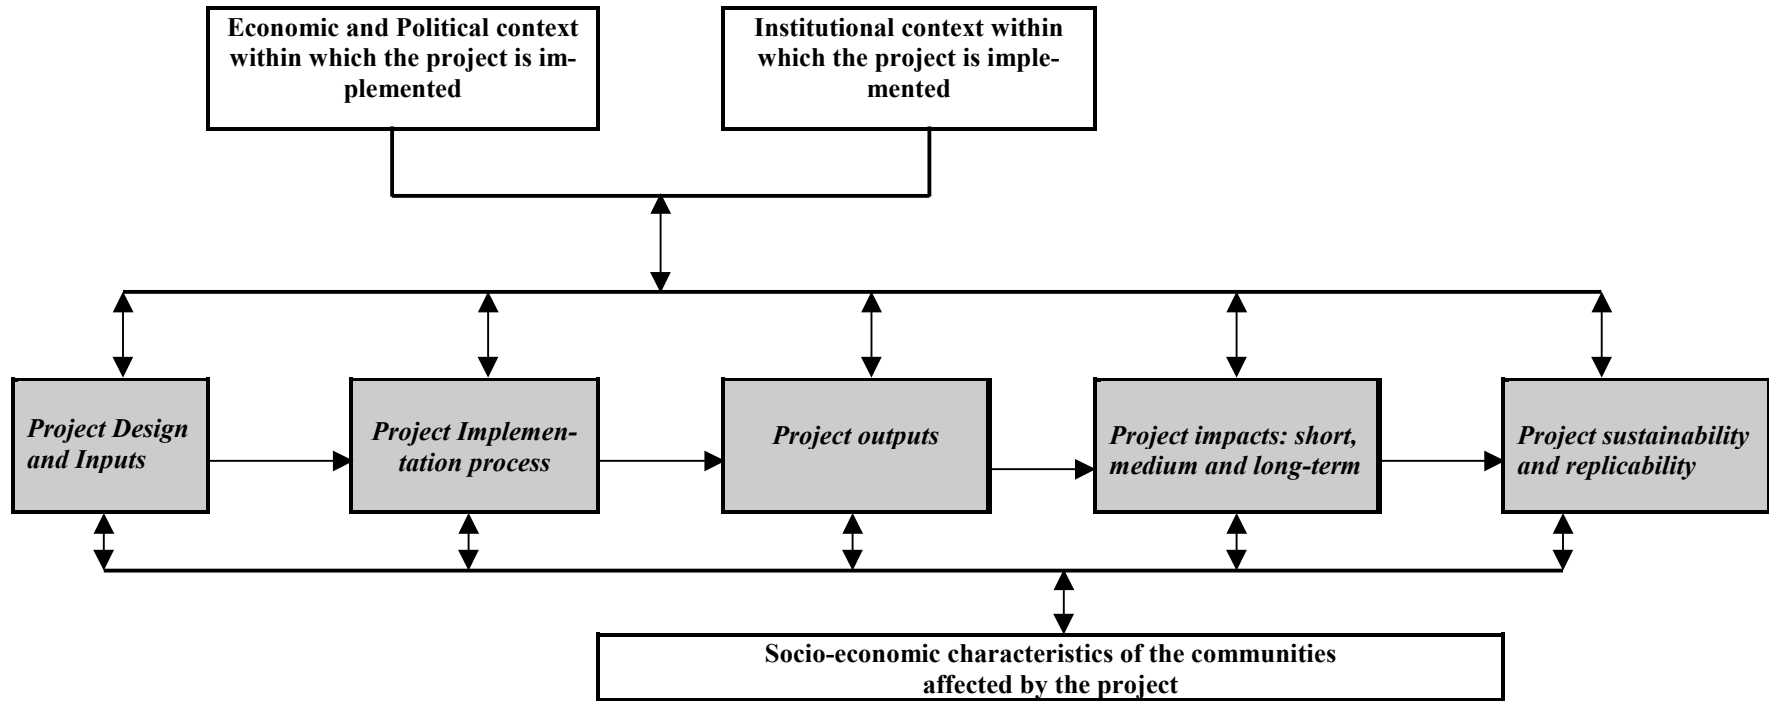 Economic and Political context
within which the project is im-
plemented
Institutional context within
which the project is imple-
mented
Project Design
and Inputs
Project Implemen-
tation process
Project outputs
Project impacts: short,
medium and long-term
Project sustainability
and replicability
Socio-economic characteristics of the communities
affected by the project